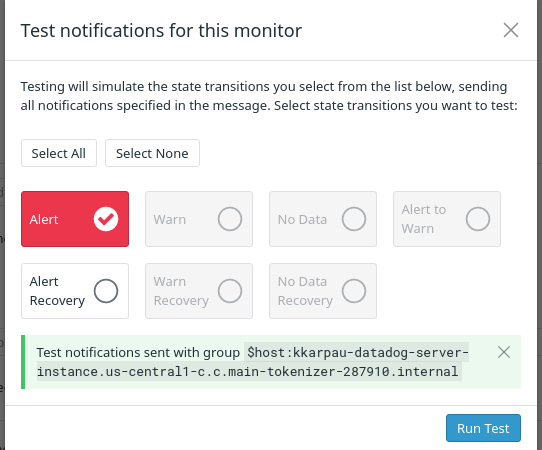 Test notifications for this monitor
Testing will simulate the state transitions you select from the list below, sending
all notifications specified in the message. Select state transitions you want to test:
Select All Select None
Alert Warn No Data Alert to
Warn
Alert Warn No Data
Recovery Recovery Recovery
Test notifications sent with group $host:kkarpau-datadog-server-
instance.us-central1-c.c.main-tokenizer-287910.internal
Run Test